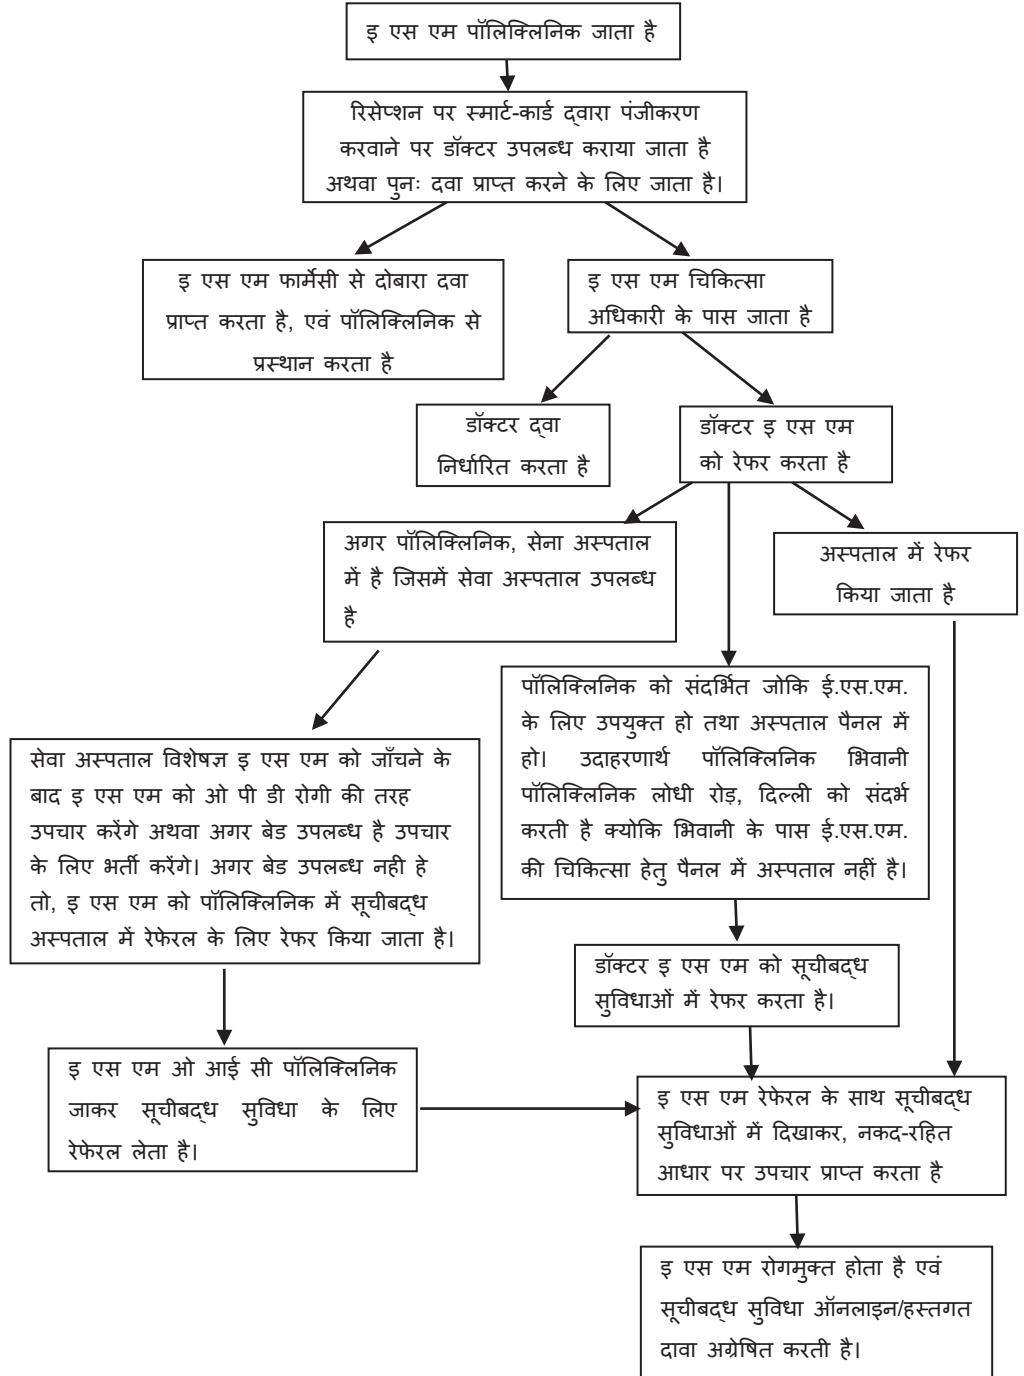 इ एस एम पॉलिक्लिनिक जाता है
रिसेप्शन पर स्मार्ट-कार्ड द्वारा पंजीकरण
करवाने पर डॉक्टर उपलब्ध कराया जाता है
अथवा पुनः दवा प्राप्त करने के लिए जाता है।
इ एस एम फार्मेसी से दोबारा दवा
प्राप्त करता है, एवं पॉलिक्लिनिक से
प्रस्थान करता है
इ एस एम चिकित्सा
अधिकारी के पास जाता है
डॉक्टर द्वा
निर्धारित करता है
डॉक्टर इ एस एम
को रेफर करता है
अगर पॉलिक्लिनिक, सेना अस्पताल
में है जिसमें सेवा अस्पताल उपलब्ध
है
अस्पताल में रेफर
किया जाता है
पॉलिक्लिनिक को संदर्भित जोकि ई.एस.एम.
के लिए उपयुक्त हो तथा अस्पताल पैनल में
हो। उदाहरणार्थ पॉलिक्लिनिक भिवानी
पॉलिक्लिनिक लोधी रोड़, दिल्ली को संदर्भ
करती है क्योकि भिवानी के पास ई.एस.एम.
की चिकित्सा हेतु पैनल में अस्पताल नहीं है।
सेवा अस्पताल विशेषज्ञ इ एस एम को जाँचने के
बाद इ एस एम को ओ पी डी रोगी की तरह
उपचार करेंगे अथवा अगर बेड उपलब्ध है उपचार
के लिए भर्ती करेंगे। अगर बेड उपलब्ध नही हे
तो, इ एस एम को पॉलिक्लिनिक में सूचीबद्ध
अस्पताल में रेफेरल के लिए रेफर किया जाता है।
डॉक्टर इ एस एम को सूचीबद्ध
सुविधाओं में रेफर करता है।
इ एस एम ओ आई सी पॉलिक्लिनिक
जाकर सूचीबद्ध सुविधा के लिए
रेफेरल लेता है।
इ एस एम रेफेरल के साथ सूचीबद्ध
सुविधाओं में दिखाकर, नकद-रहित
आधार पर उपचार प्राप्त करता है
इ एस एम रोगमुक्त होता है एवं
सूचीबद्ध सुविधा ऑनलाइन/हस्तगत
दावा अग्रेषित करती है।